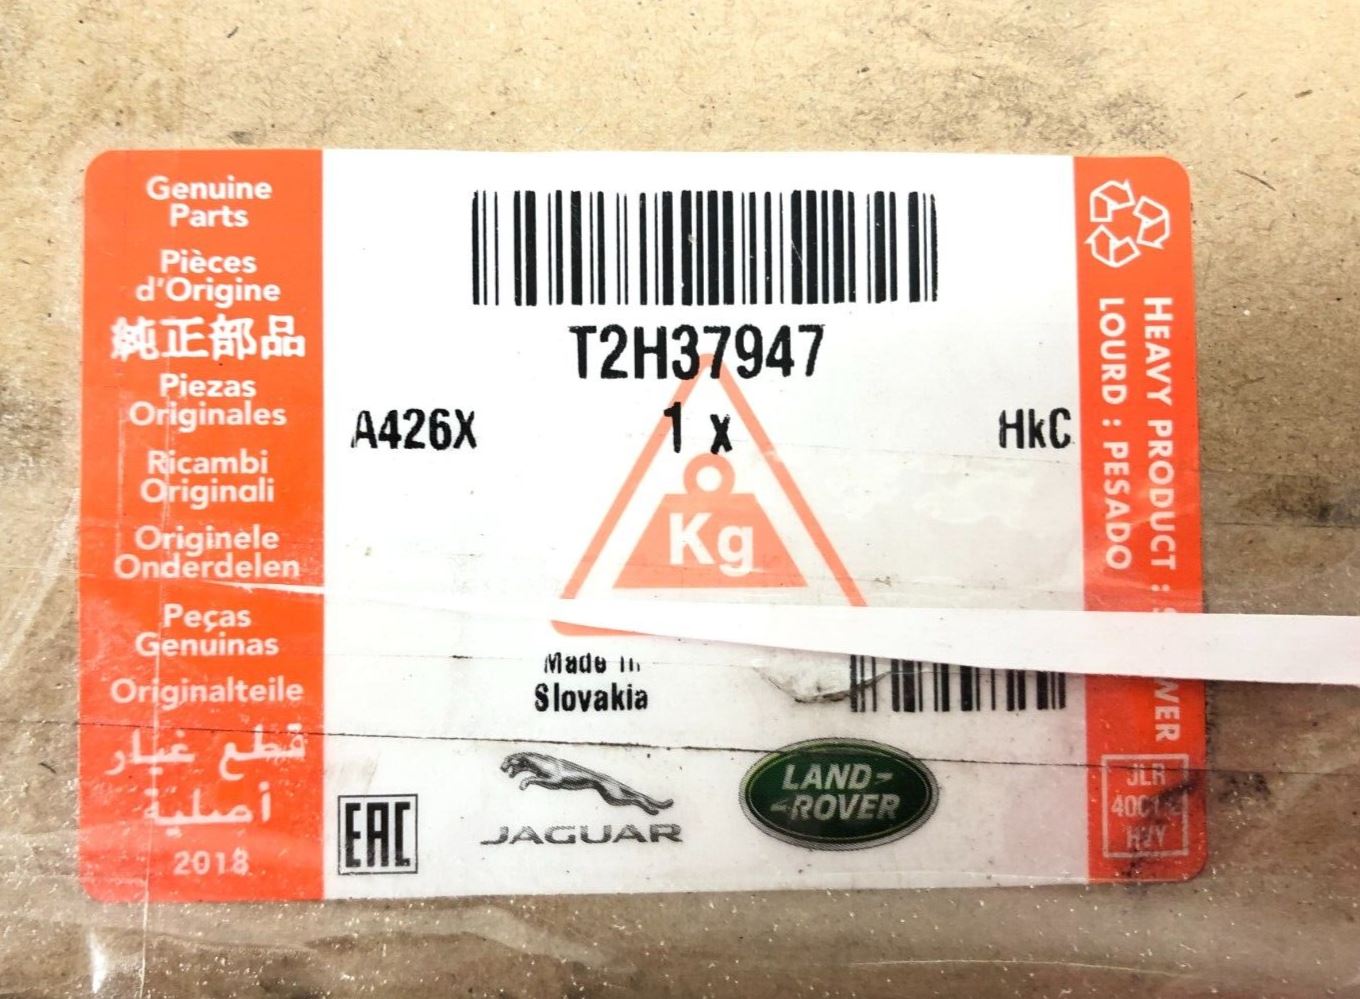 Genuine
Parts
Pièces
d'Origine
純正部品
Piezas
Originales
Ricambi
Originali
Originele
Onderdelen
Peças
Genuinas
Originalteile
قطع غيار
أصلية
2018
T2H37947
A426X
1 x
HkC
Kg
Made in
Slovakia
EAC
JAGUAR
LAND-
-ROVER
HEAVY PRODUCT :
LOURD : PESADO
JLR